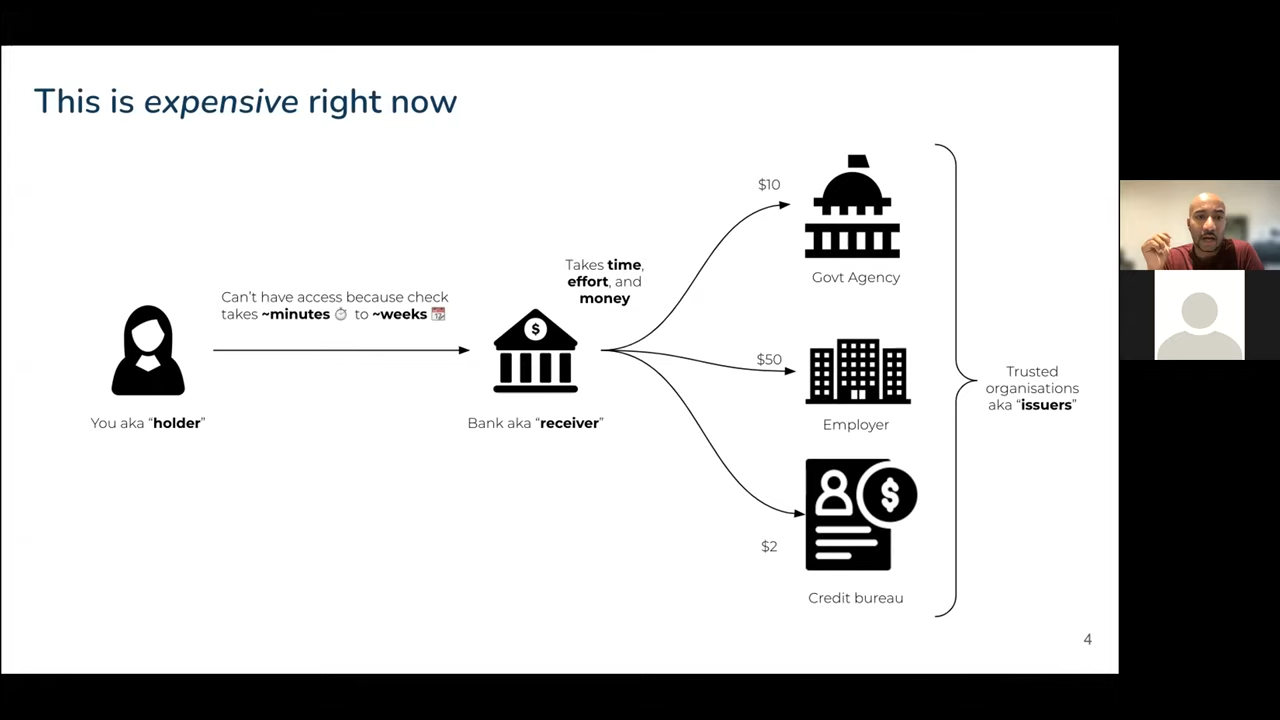 This is expensive right now
$10
Govt Agency
Takes time,
effort, and
money
Can't have access because check
takes ~minutes ⏱ to ~weeks 📆
$
You aka "holder"
Bank aka "receiver"
$50
Employer
Trusted
organisations
aka "issuers"
$
$2
Credit bureau
4